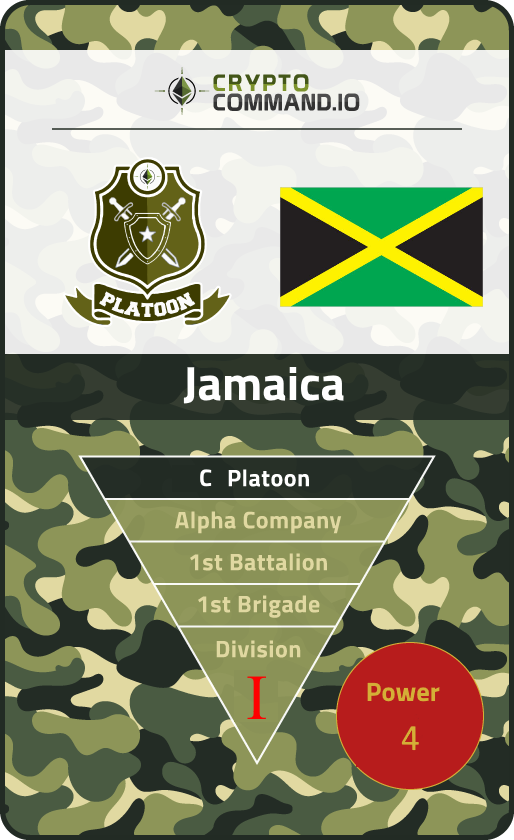 CRYPTO
COMMAND.IO
PLATOON
Jamaica
C Platoon
Alpha Company
1st Battalion
1st Brigade
Division
I
Power
4